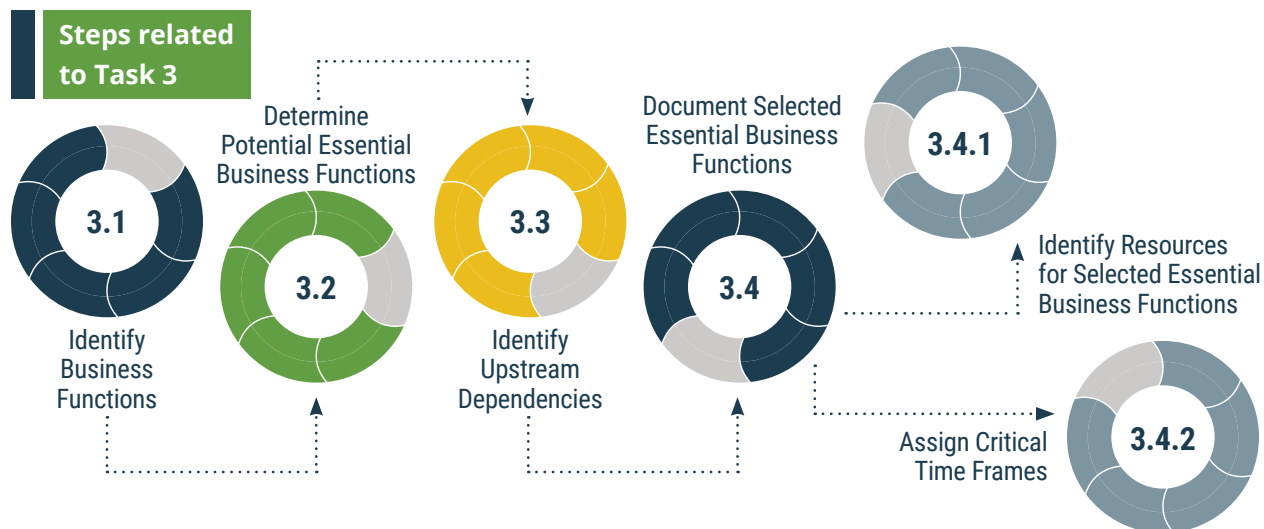 Steps related
to Task 3
3.1
Identify
Business
Functions
Determine
Potential Essential
Business Functions
3.2
3.3
Identify
Upstream
Dependencies
Document Selected
Essential Business
Functions
3.4
3.4.1
Identify Resources
for Selected Essential
Business Functions
Assign Critical
Time Frames
3.4.2